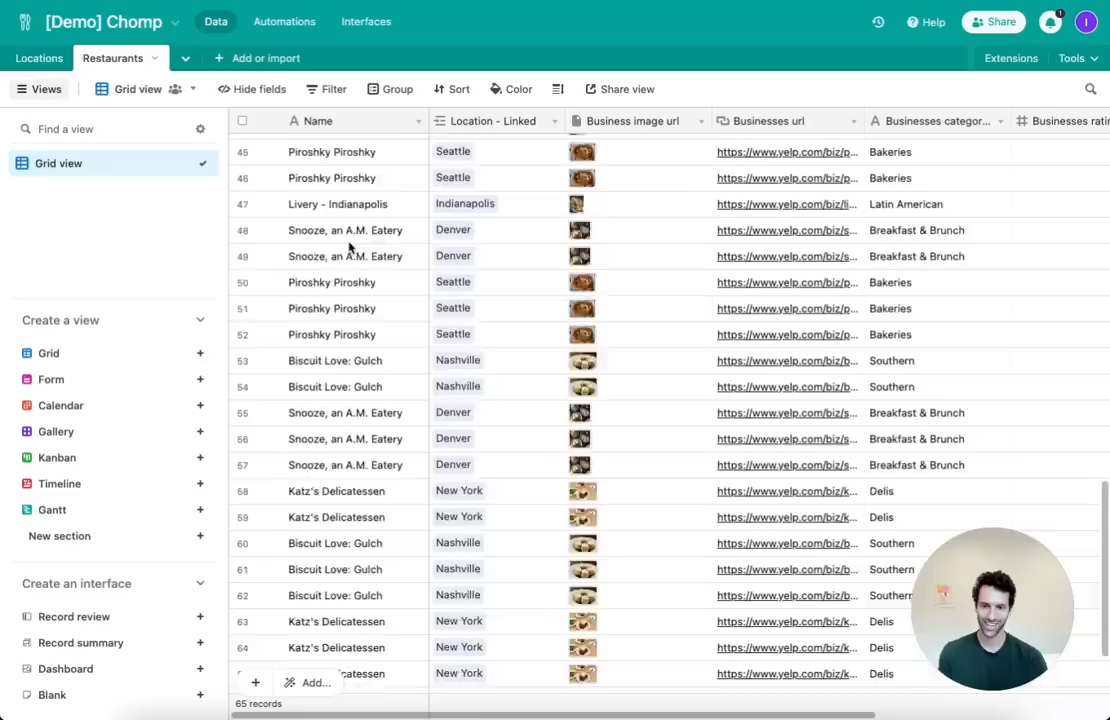 [Demo] Chomp Data Automations Interfaces Help Share 1 I
Locations Restaurants + Add or import Extensions Tools
Views Grid view Hide fields Filter Group Sort Color Share view
Find a view
Grid view
Create a view
Grid +
Form +
Calendar +
Gallery +
Kanban +
Timeline +
Gantt +
New section +
Create an interface
Record review +
Record summary +
Dashboard +
Blank +
A Name Location - Linked Business image url Businesses url A Businesses categor... # Businesses ratin
45 Piroshky Piroshky Seattle https://www.yelp.com/biz/p... Bakeries
46 Piroshky Piroshky Seattle https://www.yelp.com/biz/p... Bakeries
47 Livery - Indianapolis Indianapolis https://www.yelp.com/biz/li... Latin American
48 Snooze, an A.M. Eatery Denver https://www.yelp.com/biz/s... Breakfast & Brunch
49 Snooze, an A.M. Eatery Denver https://www.yelp.com/biz/s... Breakfast & Brunch
50 Piroshky Piroshky Seattle https://www.yelp.com/biz/p... Bakeries
51 Piroshky Piroshky Seattle https://www.yelp.com/biz/p... Bakeries
52 Piroshky Piroshky Seattle https://www.yelp.com/biz/p... Bakeries
53 Biscuit Love: Gulch Nashville https://www.yelp.com/biz/b... Southern
54 Biscuit Love: Gulch Nashville https://www.yelp.com/biz/b... Southern
55 Snooze, an A.M. Eatery Denver https://www.yelp.com/biz/s... Breakfast & Brunch
56 Snooze, an A.M. Eatery Denver https://www.yelp.com/biz/s... Breakfast & Brunch
57 Snooze, an A.M. Eatery Denver https://www.yelp.com/biz/s... Breakfast & Brunch
58 Katz's Delicatessen New York https://www.yelp.com/biz/k... Delis
59 Katz's Delicatessen New York https://www.yelp.com/biz/k... Delis
60 Biscuit Love: Gulch Nashville https://www.yelp.com/biz/b... Southern
61 Biscuit Love: Gulch Nashville https://www.yelp.com/biz/b... Southern
62 Biscuit Love: Gulch Nashville https://www.yelp.com/biz/b... Southern
63 Katz's Delicatessen New York https://www.yelp.com/biz/k... Delis
64 Katz's Delicatessen New York https://www.yelp.com/biz/k... Delis
catessen New York https://www.yelp.com/biz/k... Delis
+ Add...
65 records